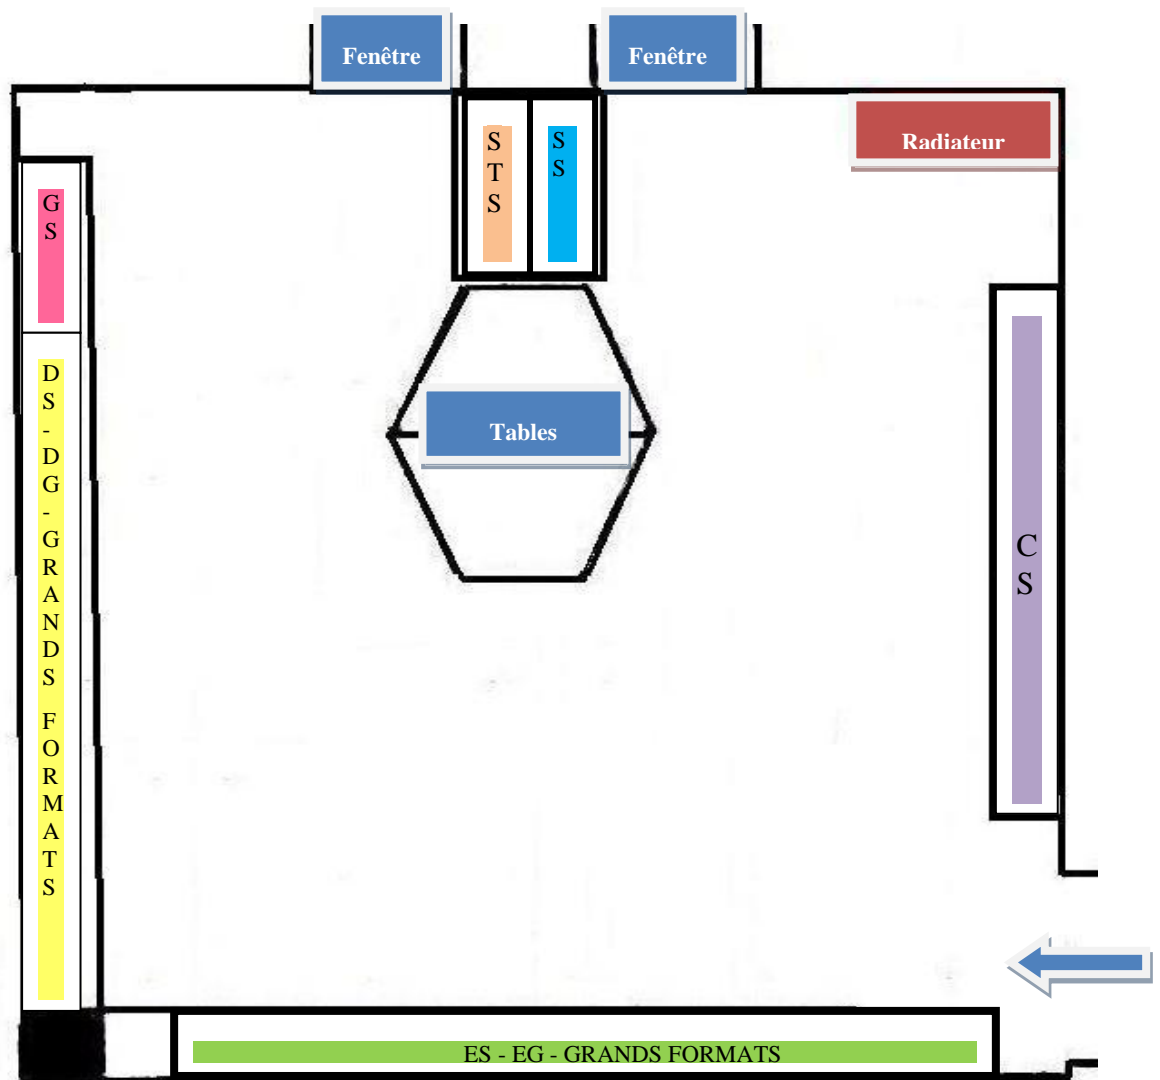 Fenêtre
Fenêtre
Radiateur
STS
SS
GS
DS - DG - GRANDS FORMATS
Tables
CS
ES - EG - GRANDS FORMATS